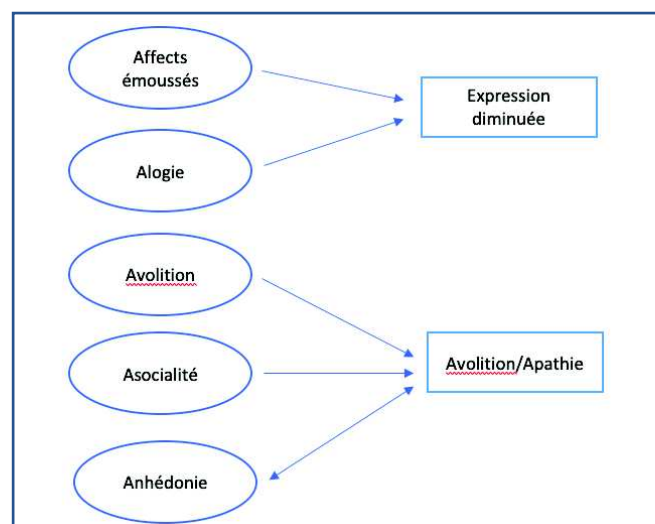 Affects
émoussés
Expression
diminuée
Alogie
Avolition
Asocialité
Avolition/Apathie
Anhédonie